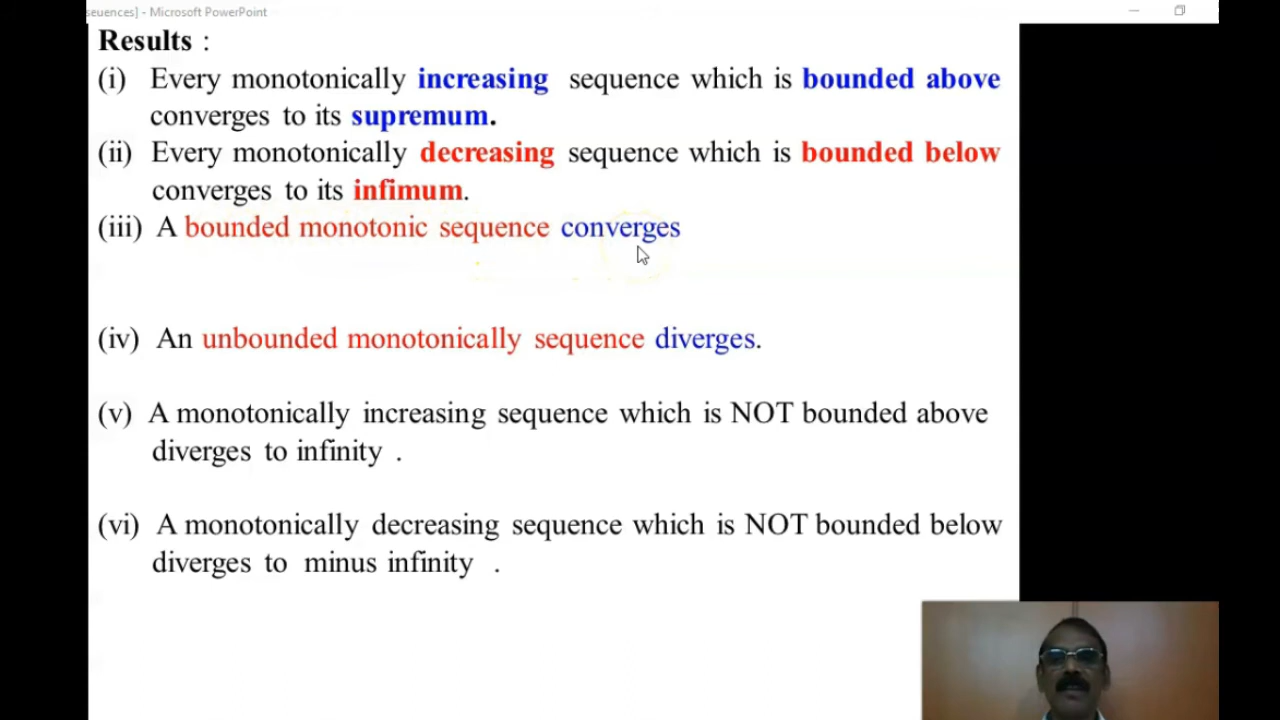 seuences] - Microsoft PowerPoint
Results :
(i) Every monotonically increasing sequence which is bounded above
converges to its supremum.
(ii) Every monotonically decreasing sequence which is bounded below
converges to its infimum.
(iii) A bounded monotonic sequence converges
(iv) An unbounded monotonically sequence diverges.
(v) A monotonically increasing sequence which is NOT bounded above
diverges to infinity .
(vi) A monotonically decreasing sequence which is NOT bounded below
diverges to minus infinity .